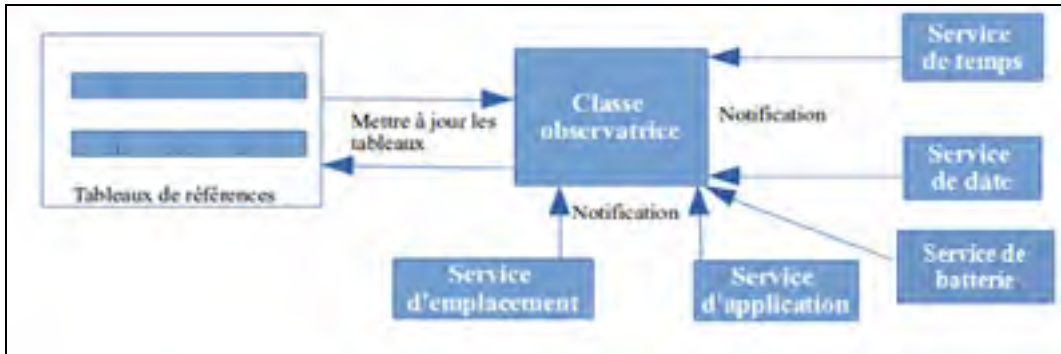 Service
de temps
Classe
observatrice
Notification
Mettre à jour les
tableaux
Tableaux de références
Service
de date
Notification
Service de
batterie
Service
d'emplacement
Service
d'application